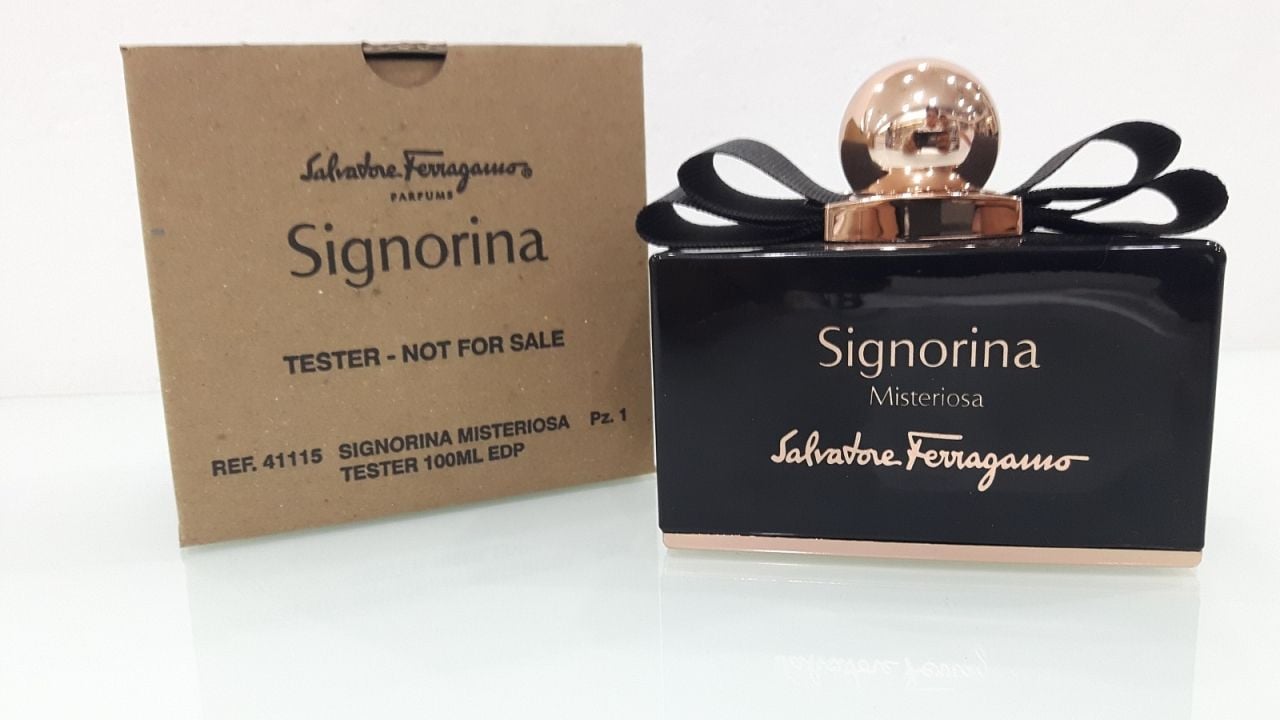 Salvatore Ferragamo®
PARFUMS
Signorina
TESTER - NOT FOR SALE
REF. 41115 SIGNORINA MISTERIOSA Pz. 1
TESTER 100ML EDP
Signorina
Misteriosa
Salvatore Ferragamo